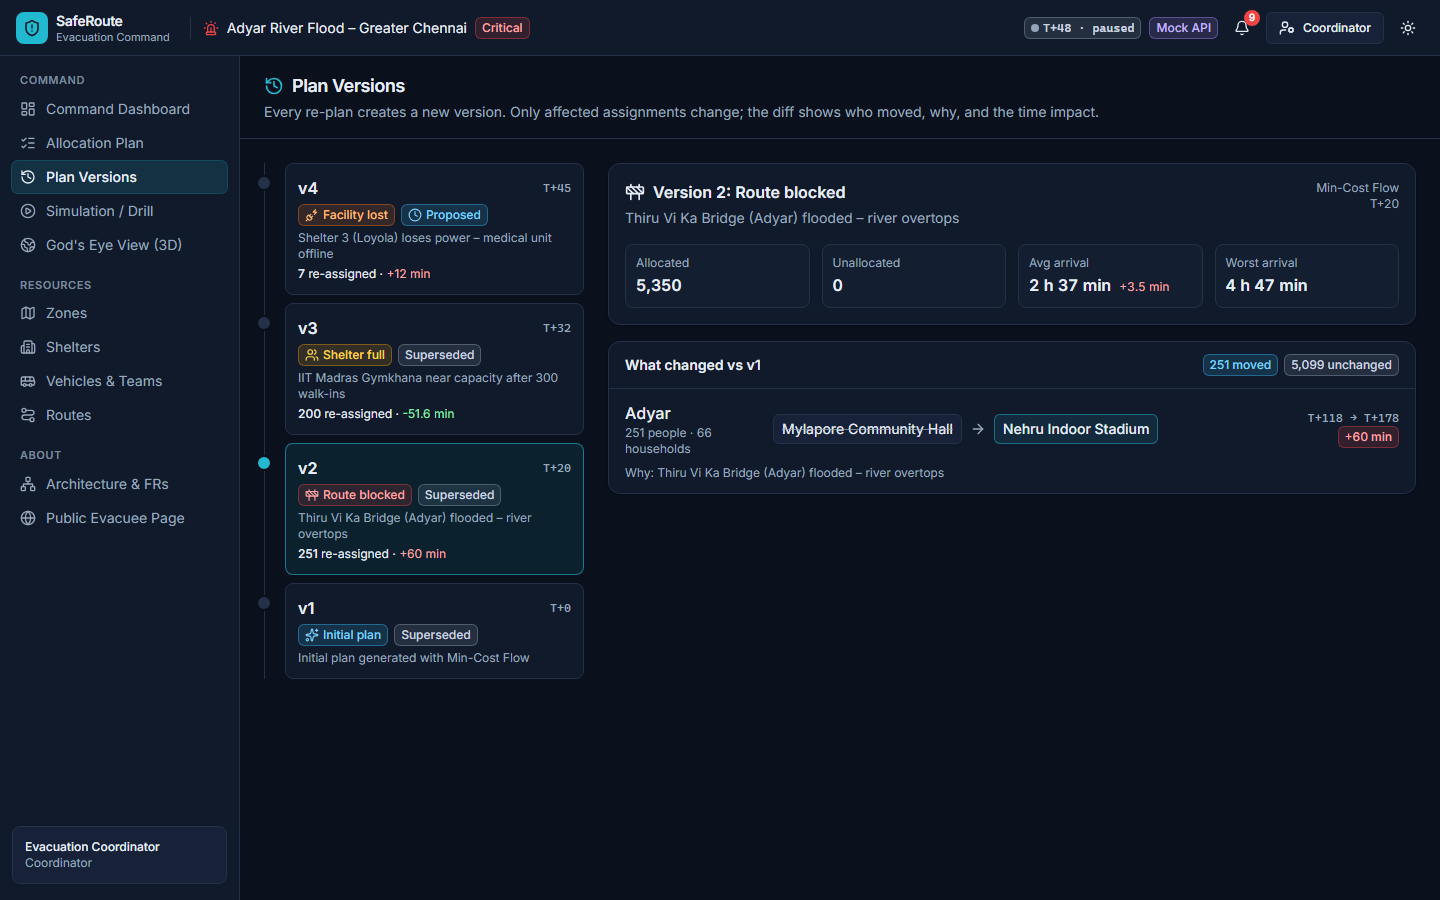 SafeRoute
Evacuation Command
Adyar River Flood – Greater Chennai
Critical
T+48 · paused
Mock API
9
Coordinator
COMMAND
Command Dashboard
Allocation Plan
Plan Versions
Simulation / Drill
God's Eye View (3D)
RESOURCES
Zones
Shelters
Vehicles & Teams
Routes
ABOUT
Architecture & FRs
Public Evacuee Page
Evacuation Coordinator
Coordinator
Plan Versions
Every re-plan creates a new version. Only affected assignments change; the diff shows who moved, why, and the time impact.
v4
T+45
Facility lost
Proposed
Shelter 3 (Loyola) loses power – medical unit
offline
7 re-assigned · +12 min
v3
T+32
Shelter full
Superseded
IIT Madras Gymkhana near capacity after 300
walk-ins
200 re-assigned · -51.6 min
v2
T+20
Route blocked
Superseded
Thiru Vi Ka Bridge (Adyar) flooded – river
overtops
251 re-assigned · +60 min
v1
T+0
Initial plan
Superseded
Initial plan generated with Min-Cost Flow
Version 2: Route blocked
Min-Cost Flow
T+20
Thiru Vi Ka Bridge (Adyar) flooded – river overtops
Allocated
5,350
Unallocated
0
Avg arrival
2 h 37 min +3.5 min
Worst arrival
4 h 47 min
What changed vs v1
251 moved
5,099 unchanged
Adyar
251 people · 66
households
Mylapore Community Hall → Nehru Indoor Stadium
T+118 → T+178
+60 min
Why: Thiru Vi Ka Bridge (Adyar) flooded – river overtops